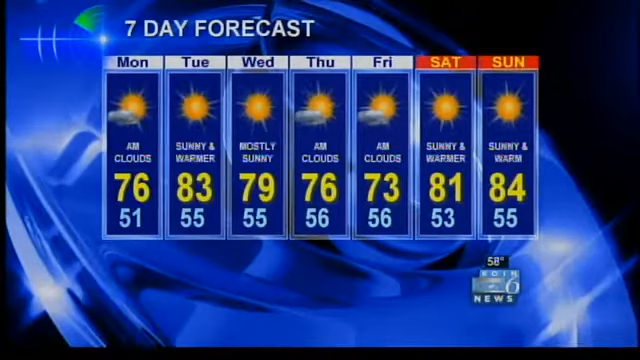 7 DAY FORECAST
Mon Tue Wed Thu Fri SAT SUN
AM CLOUDS
SUNNY & WARMER
MOSTLY SUNNY
AM CLOUDS
AM CLOUDS
SUNNY & WARMER
SUNNY & WARM
76 83 79 76 73 81 84
51 55 55 56 56 53 55
58°
KOIN
6
NEWS